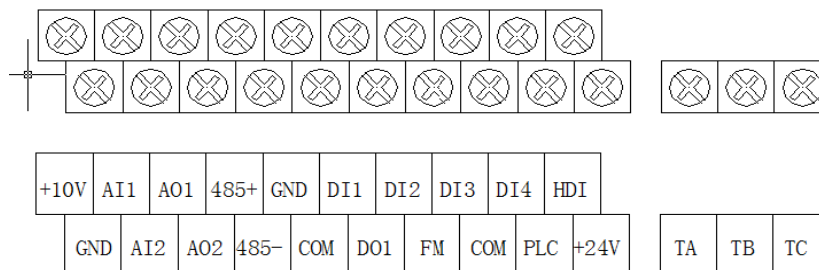 +10V AI1 AO1 485+ GND DI1 DI2 DI3 DI4 HDI
GND AI2 AO2 485- COM DO1 FM COM PLC +24V TA TB TC